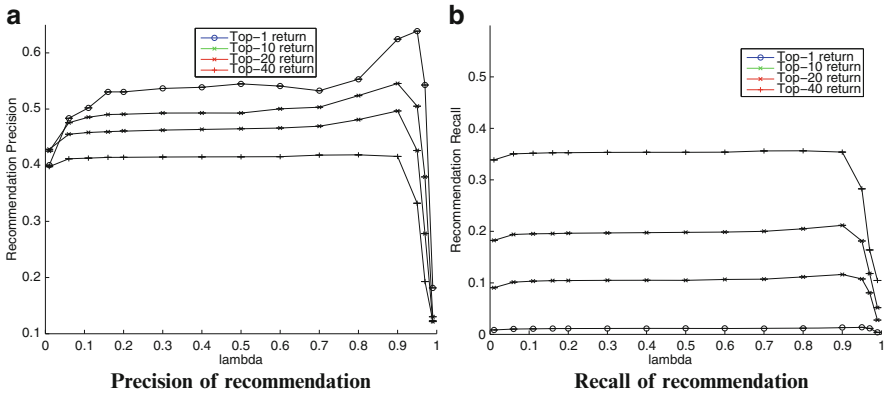 a
Top-1 return
Top-10 return
Top-20 return
Top-40 return
Recommendation Precision
0.6
0.5
0.4
0.3
0.2
0.1
0 0.1 0.2 0.3 0.4 0.5 0.6 0.7 0.8 0.9 1
lambda
Precision of recommendation
b
Top-1 return
Top-10 return
Top-20 return
Top-40 return
Recommendation Recall
0.5
0.4
0.3
0.2
0.1
0
0 0.1 0.2 0.3 0.4 0.5 0.6 0.7 0.8 0.9 1
lambda
Recall of recommendation